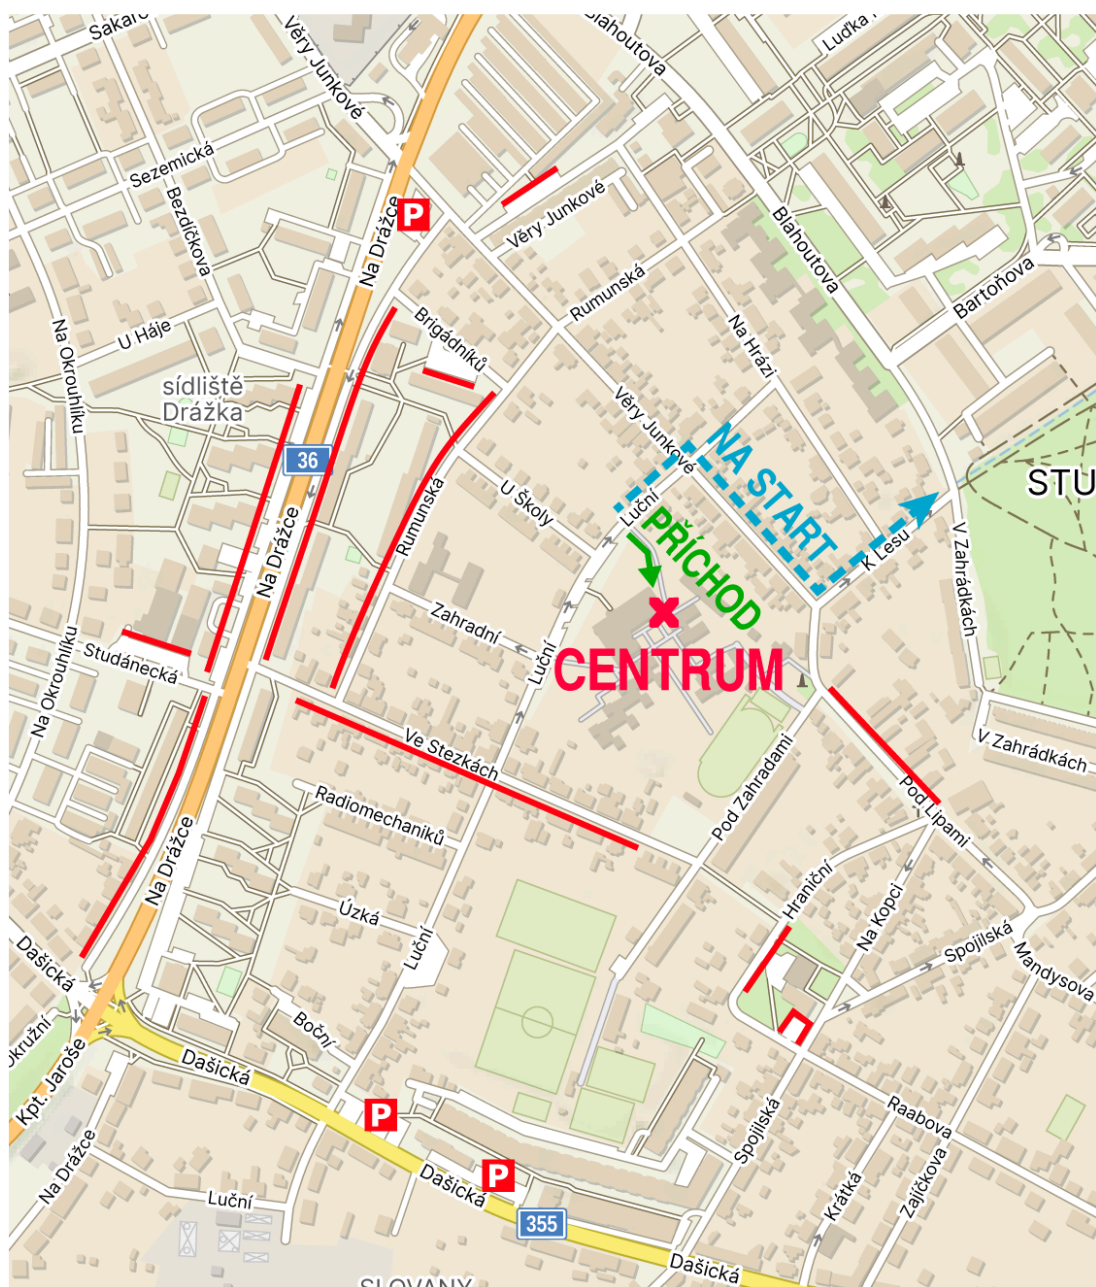 Sakařo
Věry Junkové
P
Blahoutova
Luďka
Sezemická
Bezdíčkova
Na Drážce
P
Věry Junkové
Blahoutova
Bartoňova
Rumunská
Na Hrázi
U Háje
Na Okrouhlíku
Brigádníků
sídliště
Drážka
Věry Junkové
36
NA START
STU
Rumunská
U Školy
Luční
PŘÍCHOD
K Lesu
V Zahrádkách
Na Drážce
Zahradní
Luční
CENTRUM
Na Okrouhlíku
Studánecká
Ve Stezkách
V Zahrádkách
Pod Zahradami
Pod Lipami
Radiomechaniků
Na Drážce
Hraniční
Na Kopci
Úzká
Luční
Spojilská
Mandysova
Dašická
Okružní
Boční
Kpt. Jaroše
Dašická
P
Raabova
Spojilská
Na Drážce
Dašická
P
Krátká
Zajíčkova
Luční
355
Dašická
SLOVANY